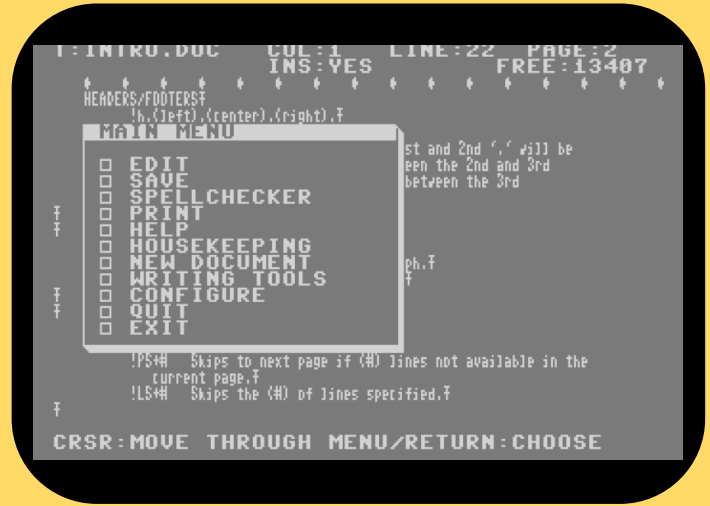 T:INTRO.DOC COL:1 LINE:22 PAGE:2
INS:YES FREE:13407
HEADERS/FOOTERS
!h.(left).(center).(right).
MAIN MENU
st and 2nd '.' will be
EDIT
een the 2nd and 3rd
SAVE
between the 3rd
SPELLCHECKER
PRINT
HELP
HOUSEKEEPING
NEW DOCUMENT
ph.
WRITING TOOLS
CONFIGURE
QUIT
EXIT
!PS+# Skips to next page if (#) lines not available in the
current page.
!LS+# Skips the (#) of lines specified.
CRSR:MOVE THROUGH MENU/RETURN:CHOOSE